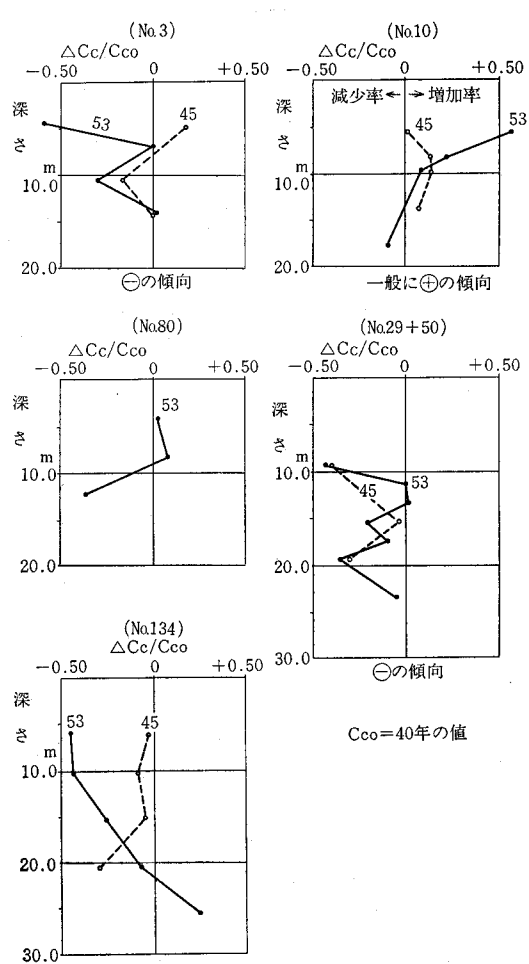 (No.3)
△Cc/Cco
−0.50 0 +0.50
53 45
深
さ
m
10.0
20.0
㊀の傾向
(No.10)
△Cc/Cco
−0.50 0 +0.50
減少率← →増加率
45 53
深
さ
m
10.0
20.0
一般に⊕の傾向
(No.80)
△Cc/Cco
−0.50 0 +0.50
53
深
さ
m
10.0
20.0
(No.29+50)
△Cc/Cco
−0.50 0 +0.50
深
さ
m
10.0
45 53
20.0
30.0
㊀の傾向
(No.134)
△Cc/Cco
−0.50 0 +0.50
53 45
深
さ
m
10.0
20.0
30.0
Cco=40年の値